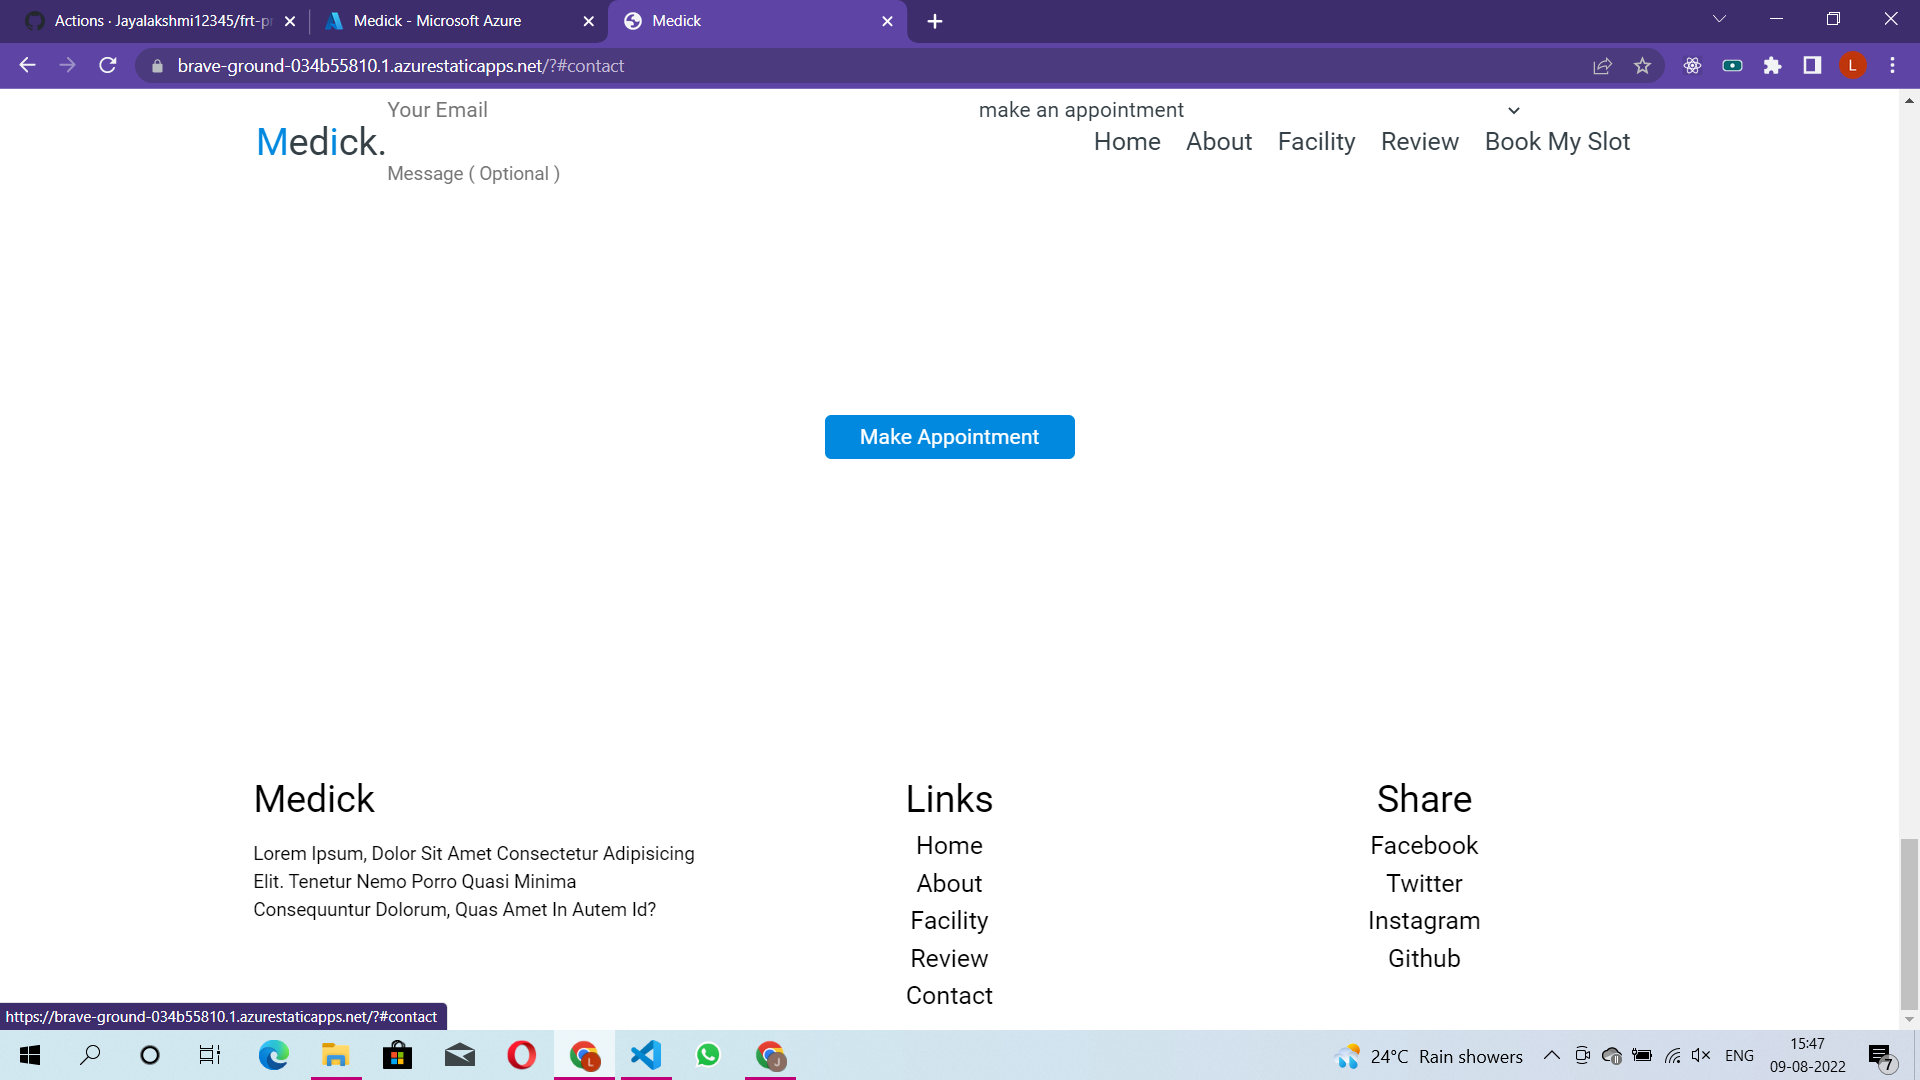 Actions · Jayalakshmi12345/frt-pr
Medick - Microsoft Azure
Medick
brave-ground-034b55810.1.azurestaticapps.net/?#contact
L
Your Email
make an appointment
Medick.
Home About Facility Review Book My Slot
Message ( Optional )
Make Appointment
Medick
Lorem Ipsum, Dolor Sit Amet Consectetur Adipisicing
Elit. Tenetur Nemo Porro Quasi Minima
Consequuntur Dolorum, Quas Amet In Autem Id?
Links
Home
About
Facility
Review
Contact
Share
Facebook
Twitter
Instagram
Github
https://brave-ground-034b55810.1.azurestaticapps.net/?#contact
L
J
24°C Rain showers
ENG
15:47
09-08-2022
7